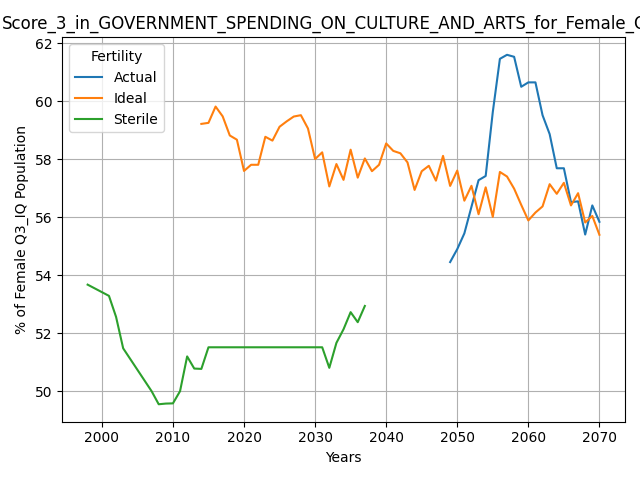 Score_3_in_GOVERNMENT_SPENDING_ON_CULTURE_AND_ARTS_for_Female_
Fertility
Actual
Ideal
Sterile
% of Female Q3_IQ Population
62
60
58
56
54
52
50
2000 2010 2020 2030 2040 2050 2060 2070
Years